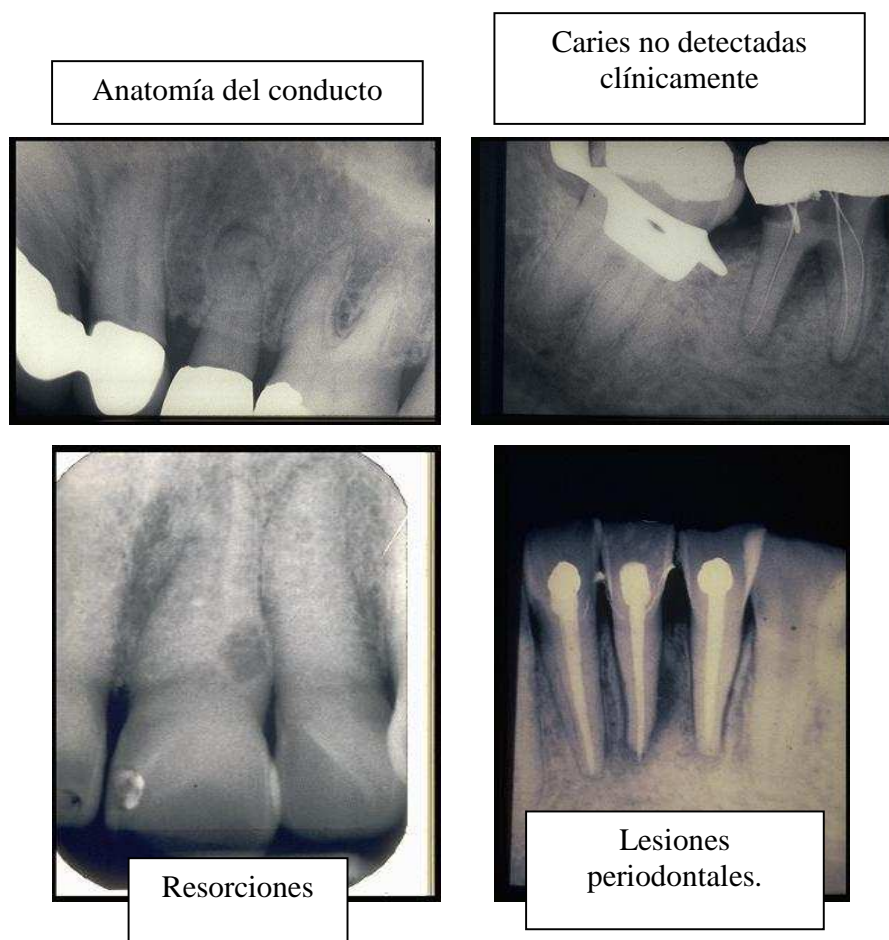 Anatomía del conducto
Caries no detectadas
clínicamente
Resorciones
Lesiones
periodontales.